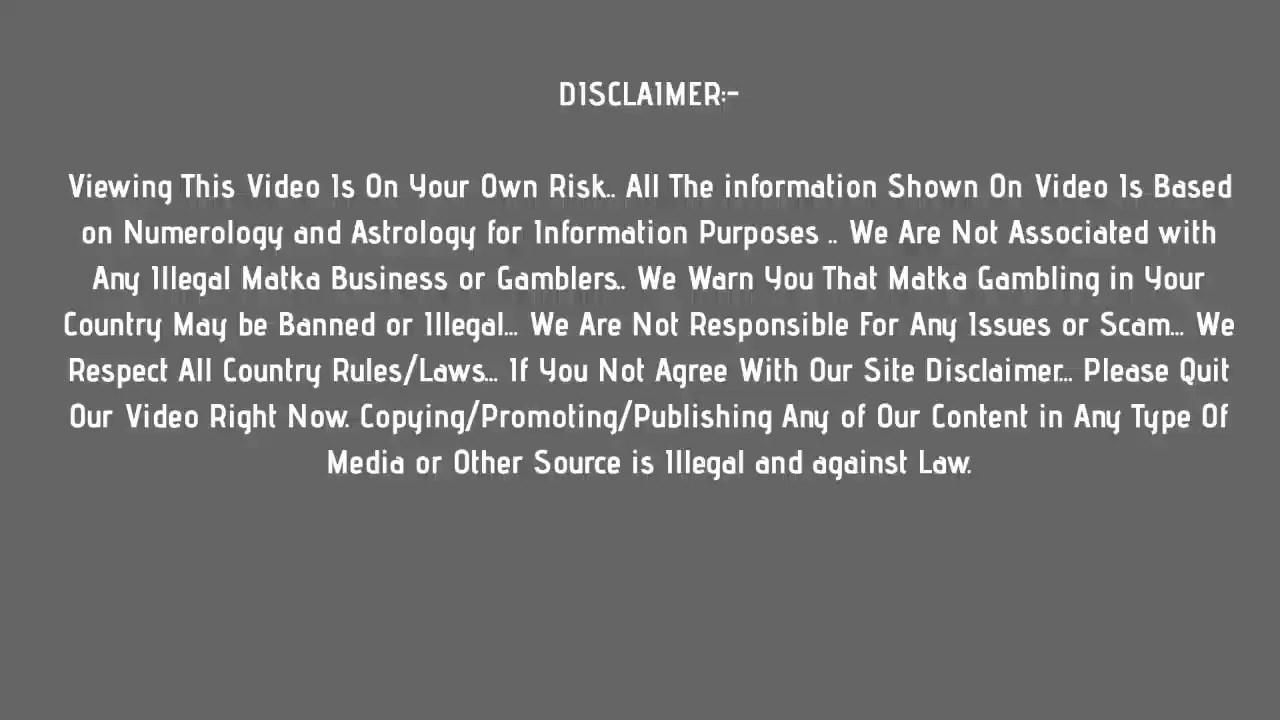 DISCLAIMER:-
Viewing This Video Is On Your Own Risk.. All The information Shown On Video Is Based
on Numerology and Astrology for Information Purposes .. We Are Not Associated with
Any Illegal Matka Business or Gamblers.. We Warn You That Matka Gambling in Your
Country May be Banned or Illegal... We Are Not Responsible For Any Issues or Scam... We
Respect All Country Rules/Laws... If You Not Agree With Our Site Disclaimer... Please Quit
Our Video Right Now. Copying/Promoting/Publishing Any of Our Content in Any Type Of
Media or Other Source is Illegal and against Law.